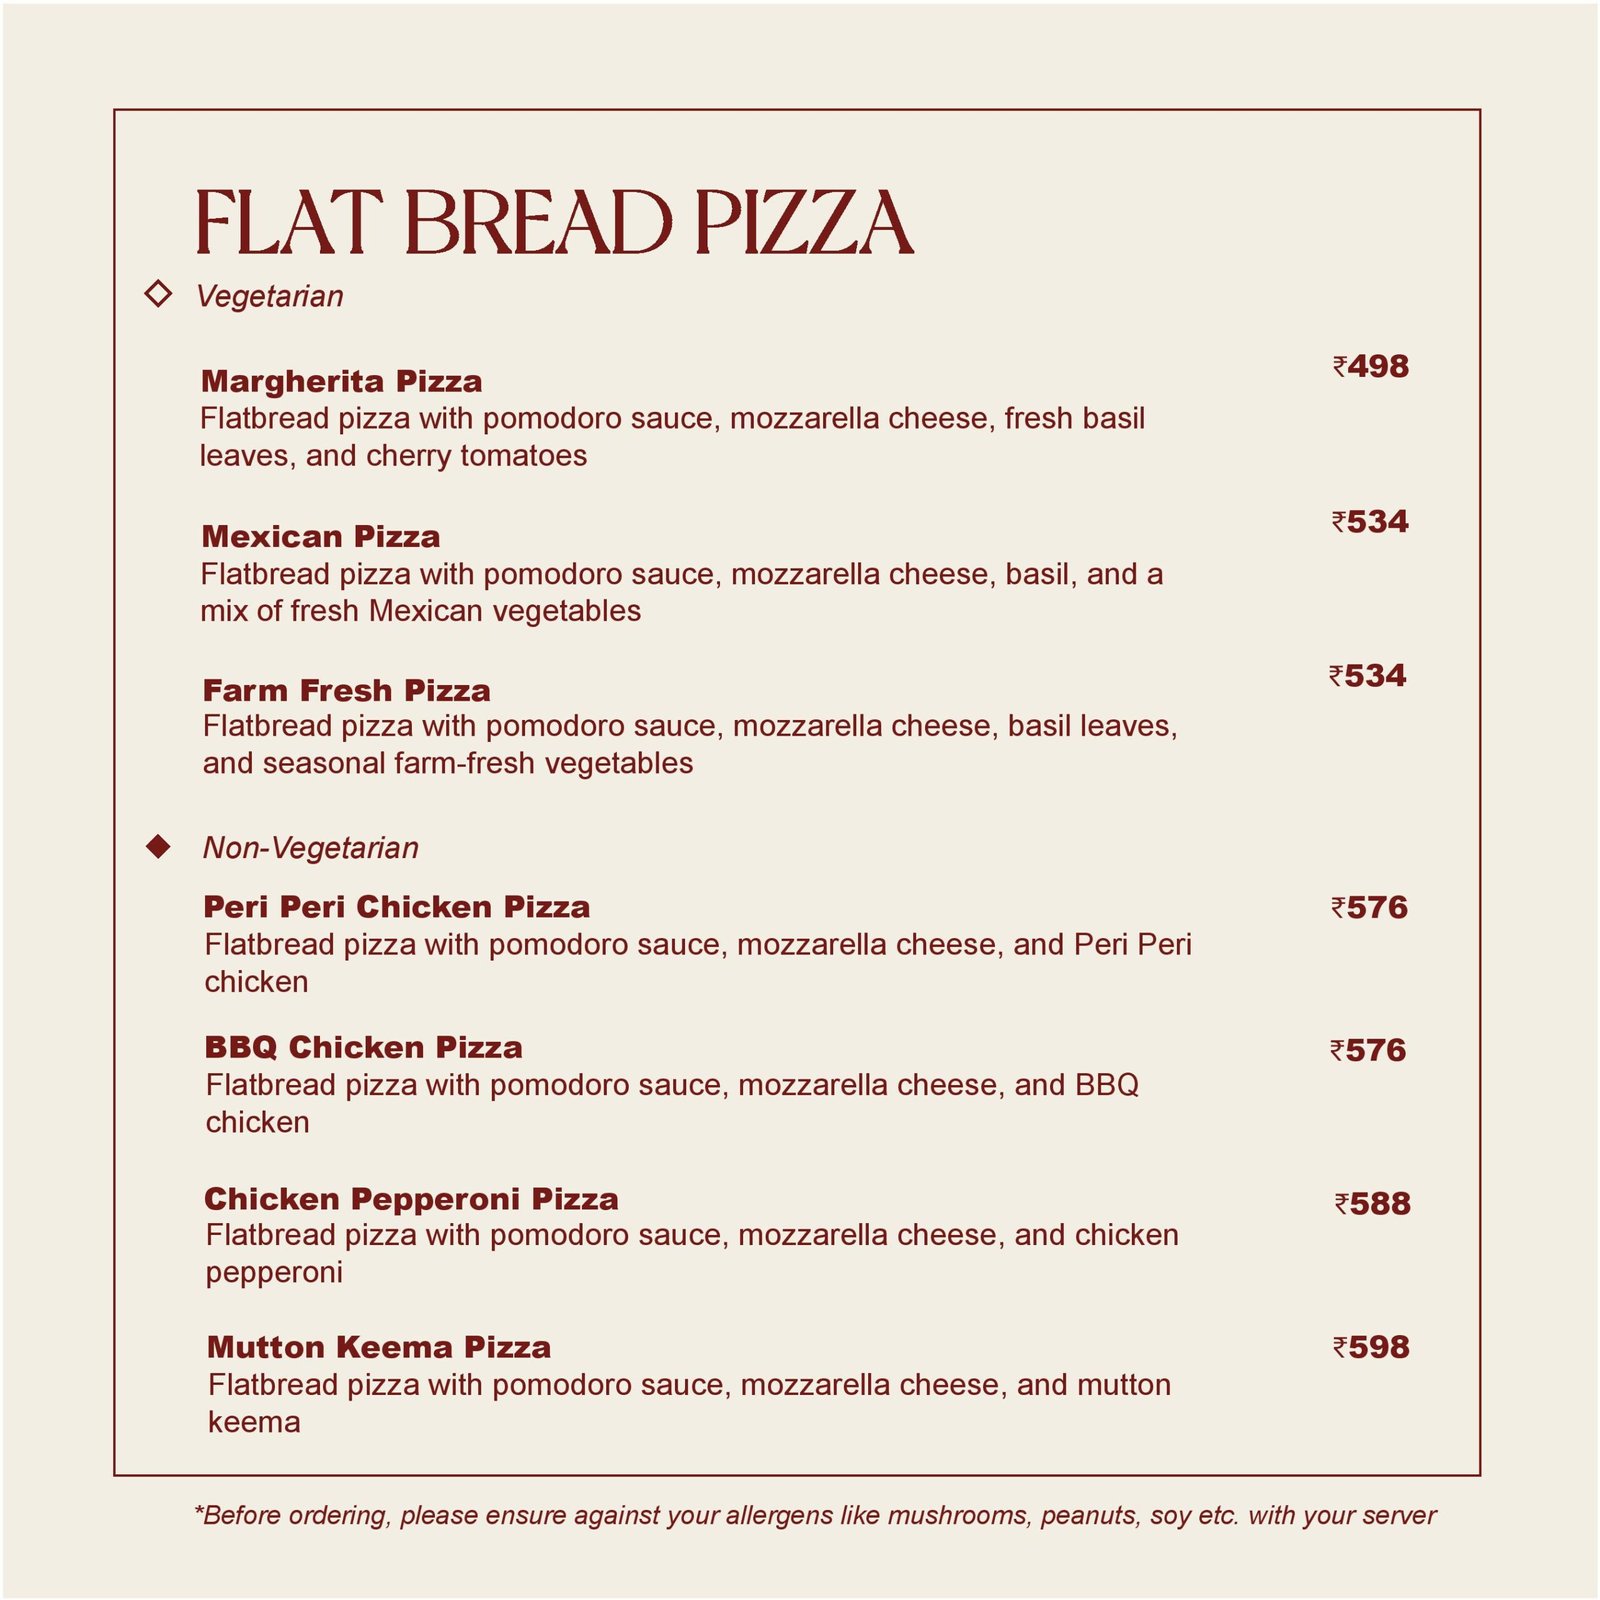 FLAT BREAD PIZZA
Vegetarian
Margherita Pizza ₹498
Flatbread pizza with pomodoro sauce, mozzarella cheese, fresh basil
leaves, and cherry tomatoes
Mexican Pizza ₹534
Flatbread pizza with pomodoro sauce, mozzarella cheese, basil, and a
mix of fresh Mexican vegetables
Farm Fresh Pizza ₹534
Flatbread pizza with pomodoro sauce, mozzarella cheese, basil leaves,
and seasonal farm-fresh vegetables
Non-Vegetarian
Peri Peri Chicken Pizza ₹576
Flatbread pizza with pomodoro sauce, mozzarella cheese, and Peri Peri
chicken
BBQ Chicken Pizza ₹576
Flatbread pizza with pomodoro sauce, mozzarella cheese, and BBQ
chicken
Chicken Pepperoni Pizza ₹588
Flatbread pizza with pomodoro sauce, mozzarella cheese, and chicken
pepperoni
Mutton Keema Pizza ₹598
Flatbread pizza with pomodoro sauce, mozzarella cheese, and mutton
keema
*Before ordering, please ensure against your allergens like mushrooms, peanuts, soy etc. with your server